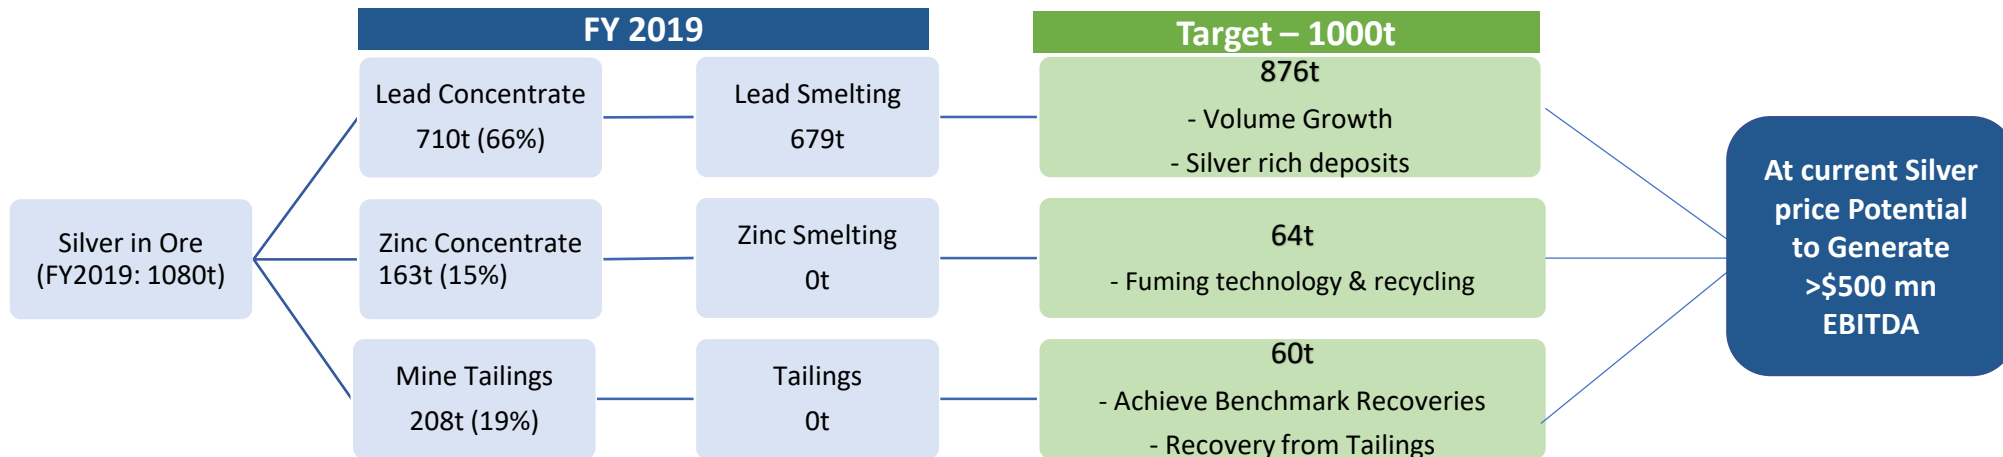 FY 2019
Target – 1000t
Silver in Ore
(FY2019: 1080t)
Lead Concentrate
710t (66%)
Lead Smelting
679t
876t
- Volume Growth
- Silver rich deposits
Zinc Concentrate
163t (15%)
Zinc Smelting
0t
64t
- Fuming technology & recycling
Mine Tailings
208t (19%)
Tailings
0t
60t
- Achieve Benchmark Recoveries
- Recovery from Tailings
At current Silver
price Potential
to Generate
>$500 mn
EBITDA